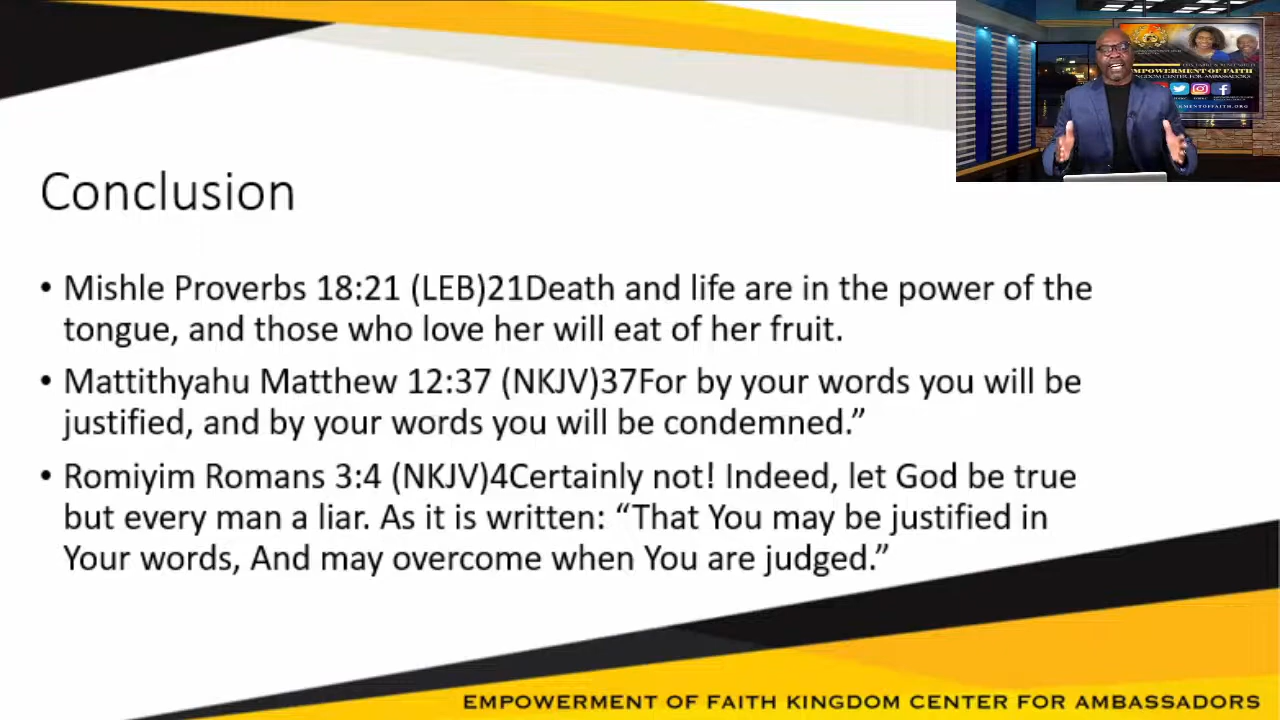 EMPOWERMENT OF FAITH
KINGDOM CENTER FOR AMBASSADORS
Conclusion
• Mishle Proverbs 18:21 (LEB)21Death and life are in the power of the
tongue, and those who love her will eat of her fruit.
• Mattithyahu Matthew 12:37 (NKJV)37For by your words you will be
justified, and by your words you will be condemned.”
• Romiyim Romans 3:4 (NKJV)4Certainly not! Indeed, let God be true
but every man a liar. As it is written: “That You may be justified in
Your words, And may overcome when You are judged.”
EMPOWERMENT OF FAITH KINGDOM CENTER FOR AMBASSADORS